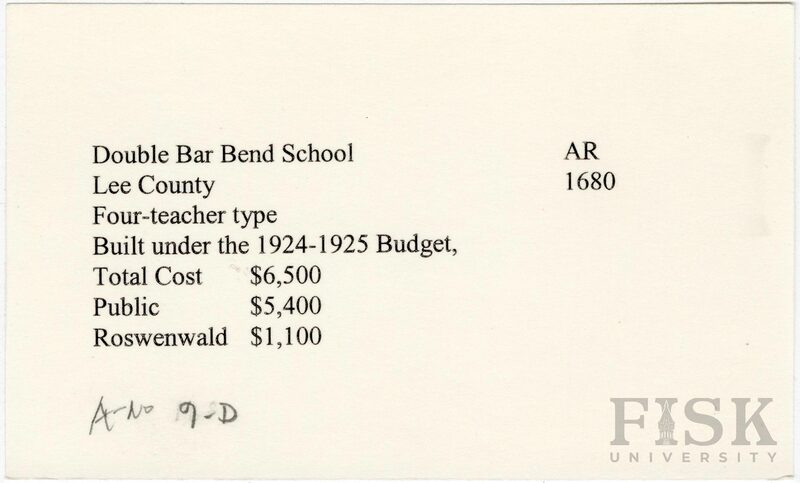 Double Bar Bend School AR
Lee County 1680
Four-teacher type
Built under the 1924-1925 Budget,
Total Cost $6,500
Public $5,400
Roswenwald $1,100
A-No 9-D
FISK
UNIVERSITY